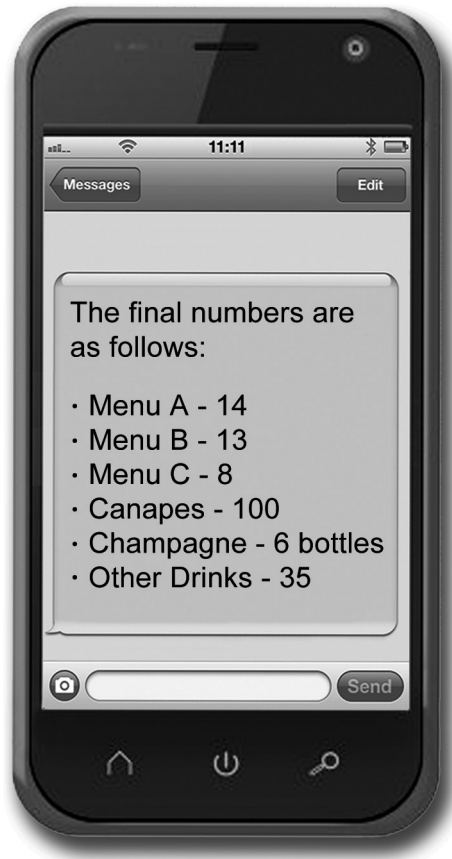 11:11
Messages
Edit
The final numbers are
as follows:
· Menu A - 14
· Menu B - 13
· Menu C - 8
· Canapes - 100
· Champagne - 6 bottles
· Other Drinks - 35
Send